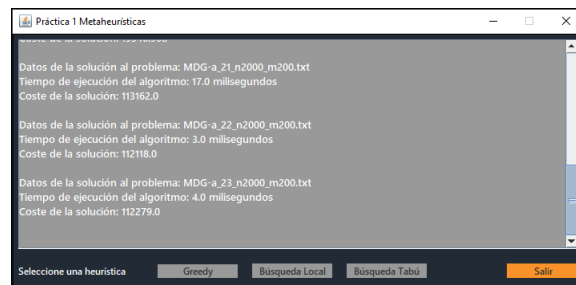 Práctica 1 Metaheurísticas
Datos de la solución al problema: MDG-a_21_n2000_m200.txt
Tiempo de ejecución del algoritmo: 17.0 milisegundos
Coste de la solución: 113162.0
Datos de la solución al problema: MDG-a_22_n2000_m200.txt
Tiempo de ejecución del algoritmo: 3.0 milisegundos
Coste de la solución: 112118.0
Datos de la solución al problema: MDG-a_23_n2000_m200.txt
Tiempo de ejecución del algoritmo: 4.0 milisegundos
Coste de la solución: 112279.0
Seleccione una heurística Greedy Búsqueda Local Búsqueda Tabú Salir